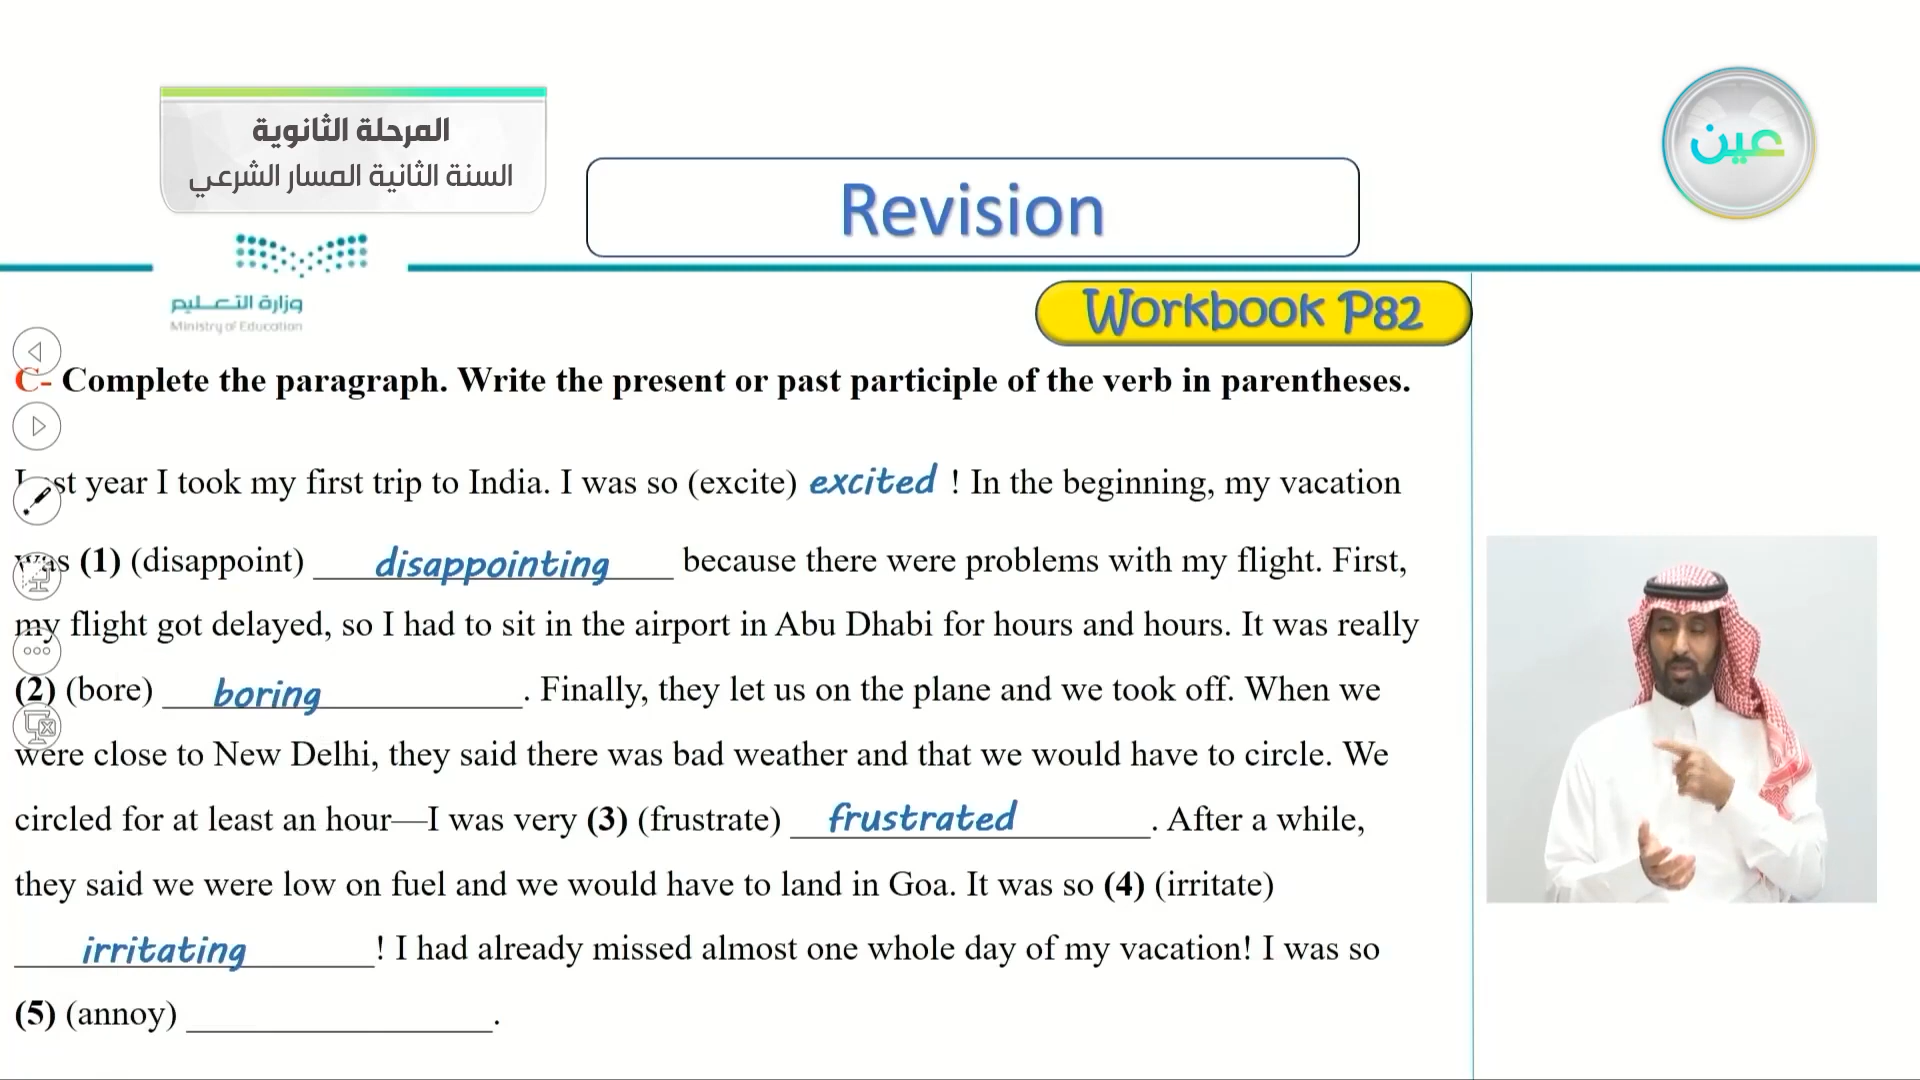 المرحلة الثانوية
السنة الثانية المسار الشرعي
عين
Revision
وزارة التعليم
Ministry of Education
Workbook P82
C- Complete the paragraph. Write the present or past participle of the verb in parentheses.
Last year I took my first trip to India. I was so (excite) excited ! In the beginning, my vacation
was (1) (disappoint) disappointing because there were problems with my flight. First,
my flight got delayed, so I had to sit in the airport in Abu Dhabi for hours and hours. It was really
(2) (bore) boring. Finally, they let us on the plane and we took off. When we
were close to New Delhi, they said there was bad weather and that we would have to circle. We
circled for at least an hour—I was very (3) (frustrate) frustrated. After a while,
they said we were low on fuel and we would have to land in Goa. It was so (4) (irritate)
irritating! I had already missed almost one whole day of my vacation! I was so
(5) (annoy) ________________.